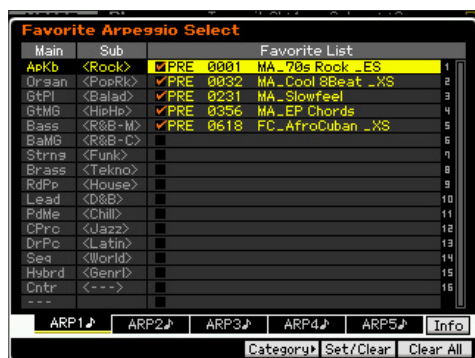 Favorite Arpeggio Select
Main Sub Favorite List
ApKb <Rock> PRE 0001 MA_70s Rock _ES 1
Organ <PopRk> PRE 0032 MA_Cool 8Beat _XS 2
GtPl <Balad> PRE 0231 MA_Slowfeel 3
GtMG <HipHp> PRE 0356 MA_EP Chords 4
Bass <R&B-M> PRE 0618 FC_AfroCuban _XS 5
BaMG <R&B-C> 6
Strng <Funk> 7
Brass <Tekno> 8
RdPp <House> 9
Lead <D&B> 10
PdMe <Chill> 11
CPrc <Jazz> 12
DrPc <Latin> 13
Seq <World> 14
Hybrd <Genrl> 15
Cntr <---> 16
---
ARP1♪ ARP2♪ ARP3♪ ARP4♪ ARP5♪ Info
Category Set/Clear Clear All